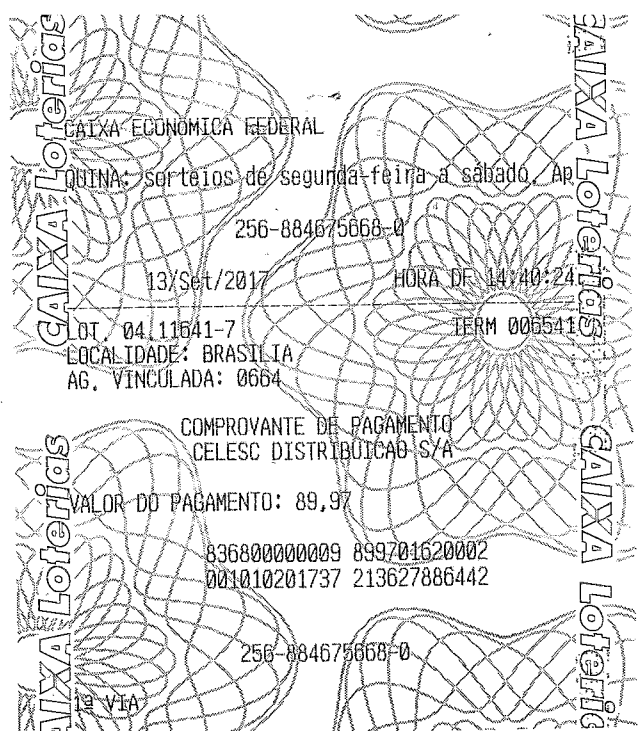 CAIXA Loterias
CAIXA Loterias
CAIXA ECONÔMICA FEDERAL
QUINA: sorteios de segunda-feira a sábado. Ap
256-884675668-0
13/Set/2017 HORA DF 14:40:24
LOT. 04.11641-7 TERM 006541
LOCALIDADE: BRASILIA
AG. VINCULADA: 0664
COMPROVANTE DE PAGAMENTO
CELESC DISTRIBUICAO S/A
VALOR DO PAGAMENTO: 89,97
836800000009 899701620002
001010201737 213627886442
256-884675668-0
1ª VIA
CAIXA Loterias
CAIXA Loterias